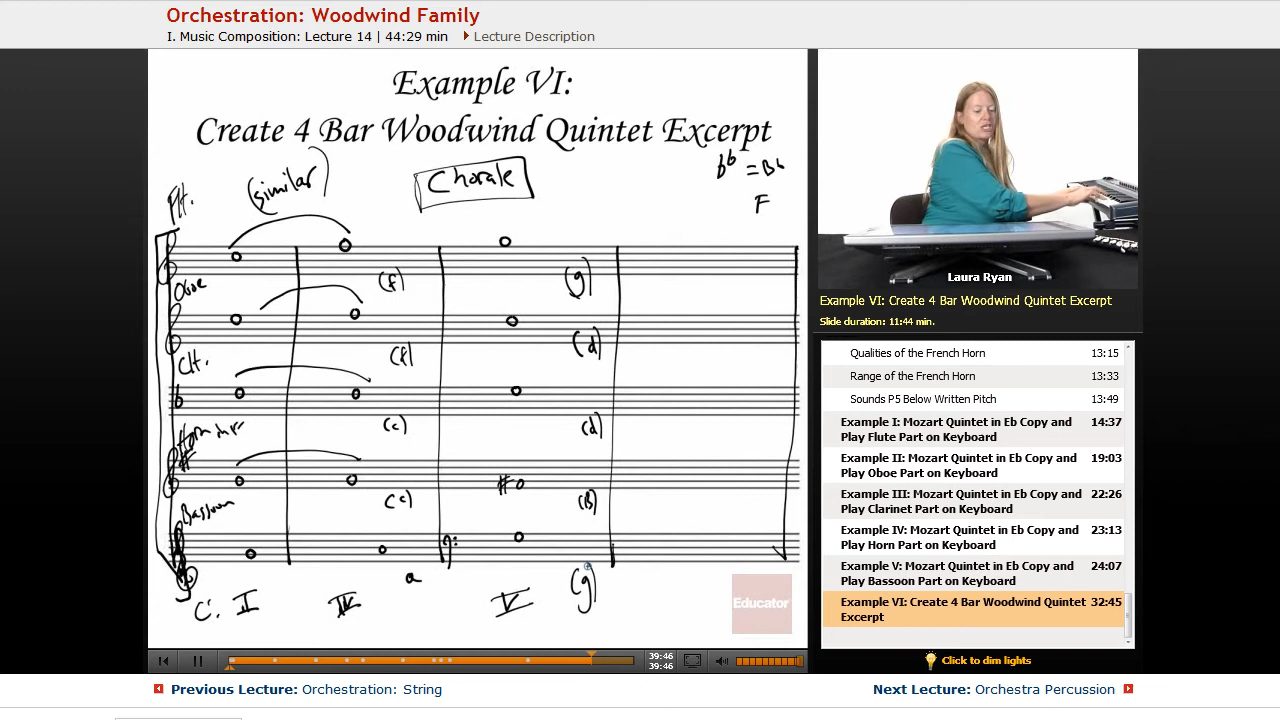 Orchestration: Woodwind Family
I. Music Composition: Lecture 14 | 44:29 min Lecture Description
Example VI:
Create 4 Bar Woodwind Quintet Excerpt
(similar) Chorale bb = Bb
F
Flt.
(f) (g)
Oboe
(f) (d)
Clt.
(c) (d)
Horn in F
(c) (B)
Bassoon
a (g)
C: II IV V
Educator
Laura Ryan
Example VI: Create 4 Bar Woodwind Quintet Excerpt
Slide duration: 11:44 min.
Qualities of the French Horn 13:15
Range of the French Horn 13:33
Sounds P5 Below Written Pitch 13:49
Example I: Mozart Quintet in Eb Copy and 14:37
Play Flute Part on Keyboard
Example II: Mozart Quintet in Eb Copy and 19:03
Play Oboe Part on Keyboard
Example III: Mozart Quintet in Eb Copy and 22:26
Play Clarinet Part on Keyboard
Example IV: Mozart Quintet in Eb Copy and 23:13
Play Horn Part on Keyboard
Example V: Mozart Quintet in Eb Copy and 24:07
Play Bassoon Part on Keyboard
Example VI: Create 4 Bar Woodwind Quintet 32:45
Excerpt
39:46
39:46
Click to dim lights
Previous Lecture: Orchestration: String
Next Lecture: Orchestra Percussion